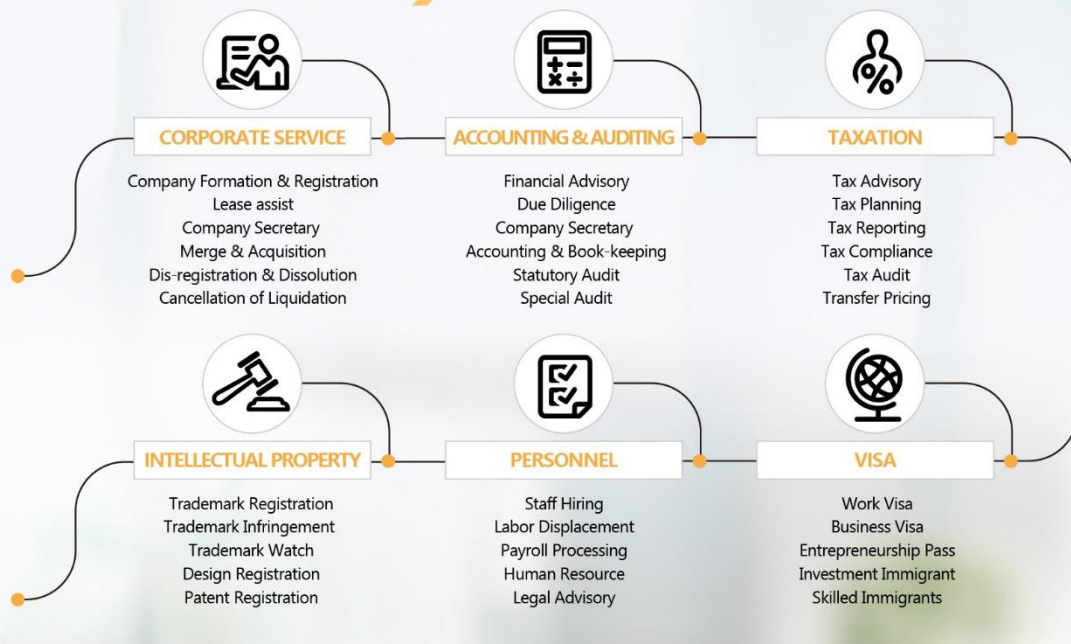 CORPORATE SERVICE
Company Formation & Registration
Lease assist
Company Secretary
Merge & Acquisition
Dis-registration & Dissolution
Cancellation of Liquidation
ACCOUNTING & AUDITING
Financial Advisory
Due Diligence
Company Secretary
Accounting & Book-keeping
Statutory Audit
Special Audit
TAXATION
Tax Advisory
Tax Planning
Tax Reporting
Tax Compliance
Tax Audit
Transfer Pricing
INTELLECTUAL PROPERTY
Trademark Registration
Trademark Infringement
Trademark Watch
Design Registration
Patent Registration
PERSONNEL
Staff Hiring
Labor Displacement
Payroll Processing
Human Resource
Legal Advisory
VISA
Work Visa
Business Visa
Entrepreneurship Pass
Investment Immigrant
Skilled Immigrants